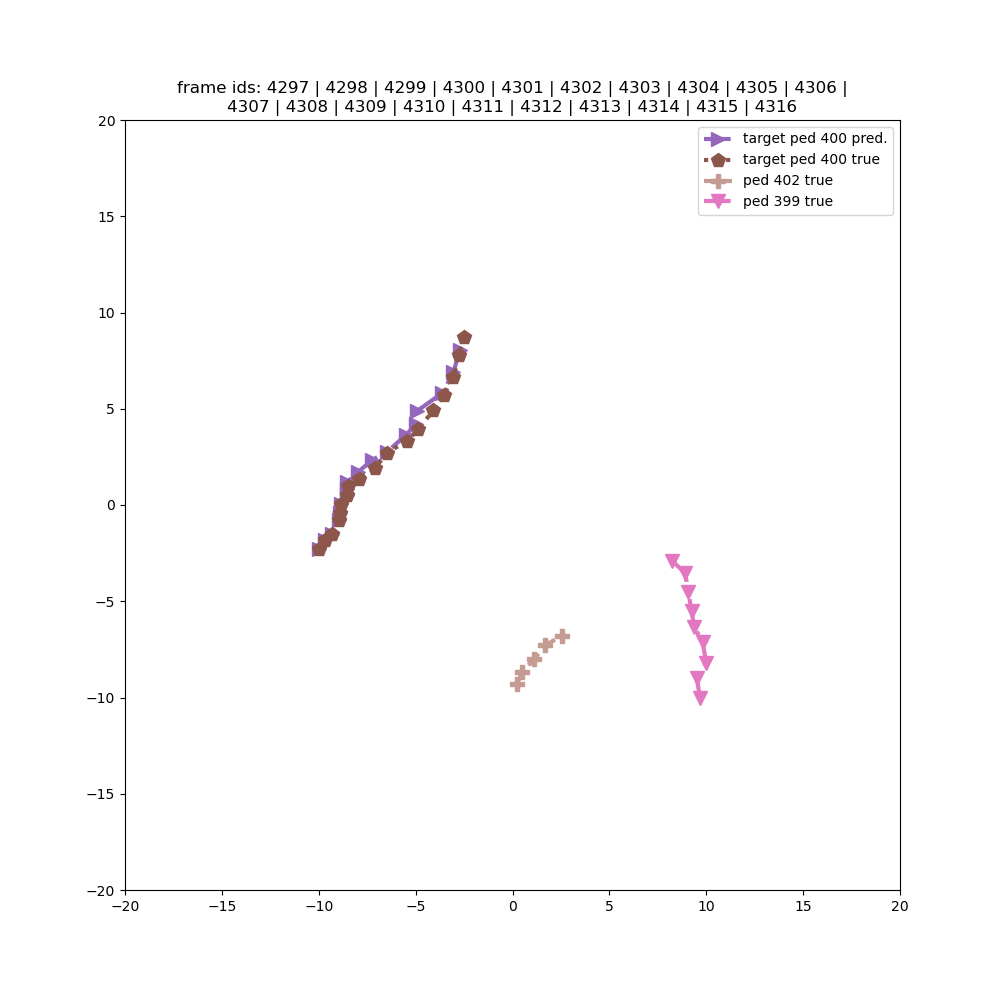 frame ids: 4297 | 4298 | 4299 | 4300 | 4301 | 4302 | 4303 | 4304 | 4305 | 4306 |
4307 | 4308 | 4309 | 4310 | 4311 | 4312 | 4313 | 4314 | 4315 | 4316
target ped 400 pred.
target ped 400 true
ped 402 true
ped 399 true
20
15
10
5
0
−5
−10
−15
−20
−20 −15 −10 −5 0 5 10 15 20